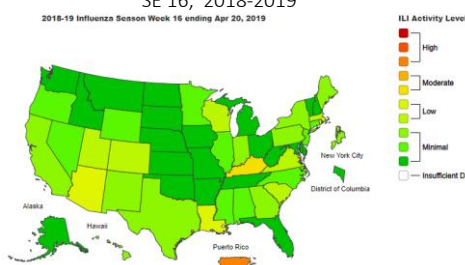 SE 16, 2018-2019
2018-19 Influenza Season Week 16 ending Apr 20, 2019
ILI Activity Level
High
Moderate
Low
Minimal
Insufficient D
New York City
District of Columbia
Alaska
Hawaii
Puerto Rico